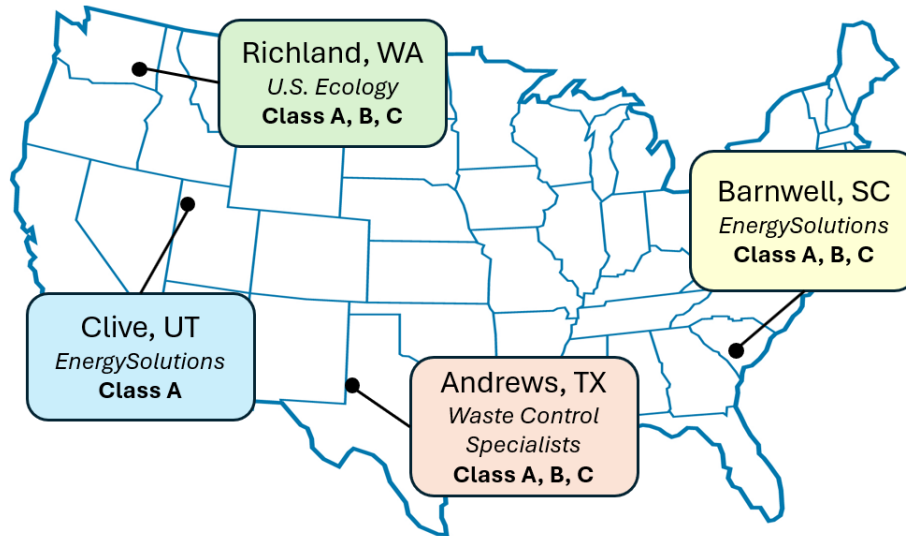 Richland, WA
U.S. Ecology
Class A, B, C
Barnwell, SC
EnergySolutions
Class A, B, C
Clive, UT
EnergySolutions
Class A
Andrews, TX
Waste Control
Specialists
Class A, B, C